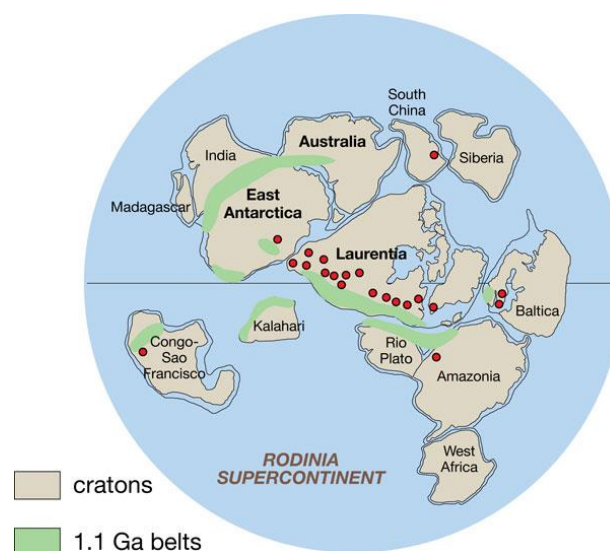 South
China
Australia
India
Siberia
East
Antarctica
Madagascar
Laurentia
Baltica
Kalahari
Congo-
Sao
Francisco
Rio
Plato
Amazonia
West
Africa
RODINIA
SUPERCONTINENT
cratons
1.1 Ga belts